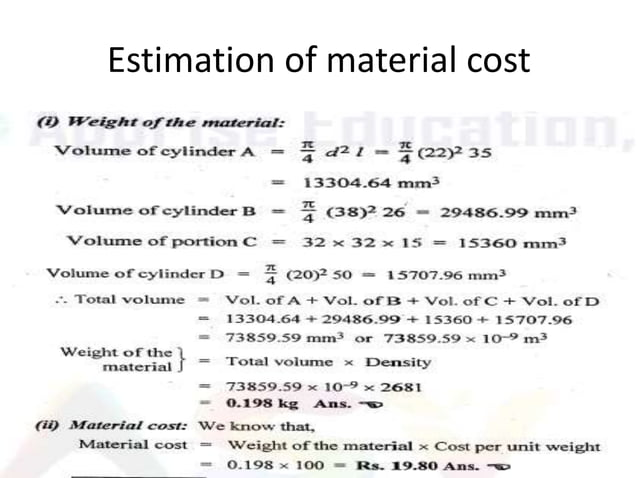 Estimation of material cost
Apprise Education,
(i) Weight of the material:
Volume of cylinder A = π/4 d² l = π/4 (22)² 35
= 13304.64 mm³
Volume of cylinder B = π/4 (38)² 26 = 29486.99 mm³
Volume of portion C = 32 × 32 × 15 = 15360 mm³
Volume of cylinder D = π/4 (20)² 50 = 15707.96 mm³
∴ Total volume = Vol. of A + Vol. of B + Vol. of C + Vol. of D
= 13304.64 + 29486.99 + 15360 + 15707.96
= 73859.59 mm³ or 73859.59 × 10⁻⁹ m³
Weight of the material } = Total volume × Density
= 73859.59 × 10⁻⁹ × 2681
= 0.198 kg Ans.
(ii) Material cost: We know that,
Material cost = Weight of the material × Cost per unit weight
= 0.198 × 100 = Rs. 19.80 Ans.